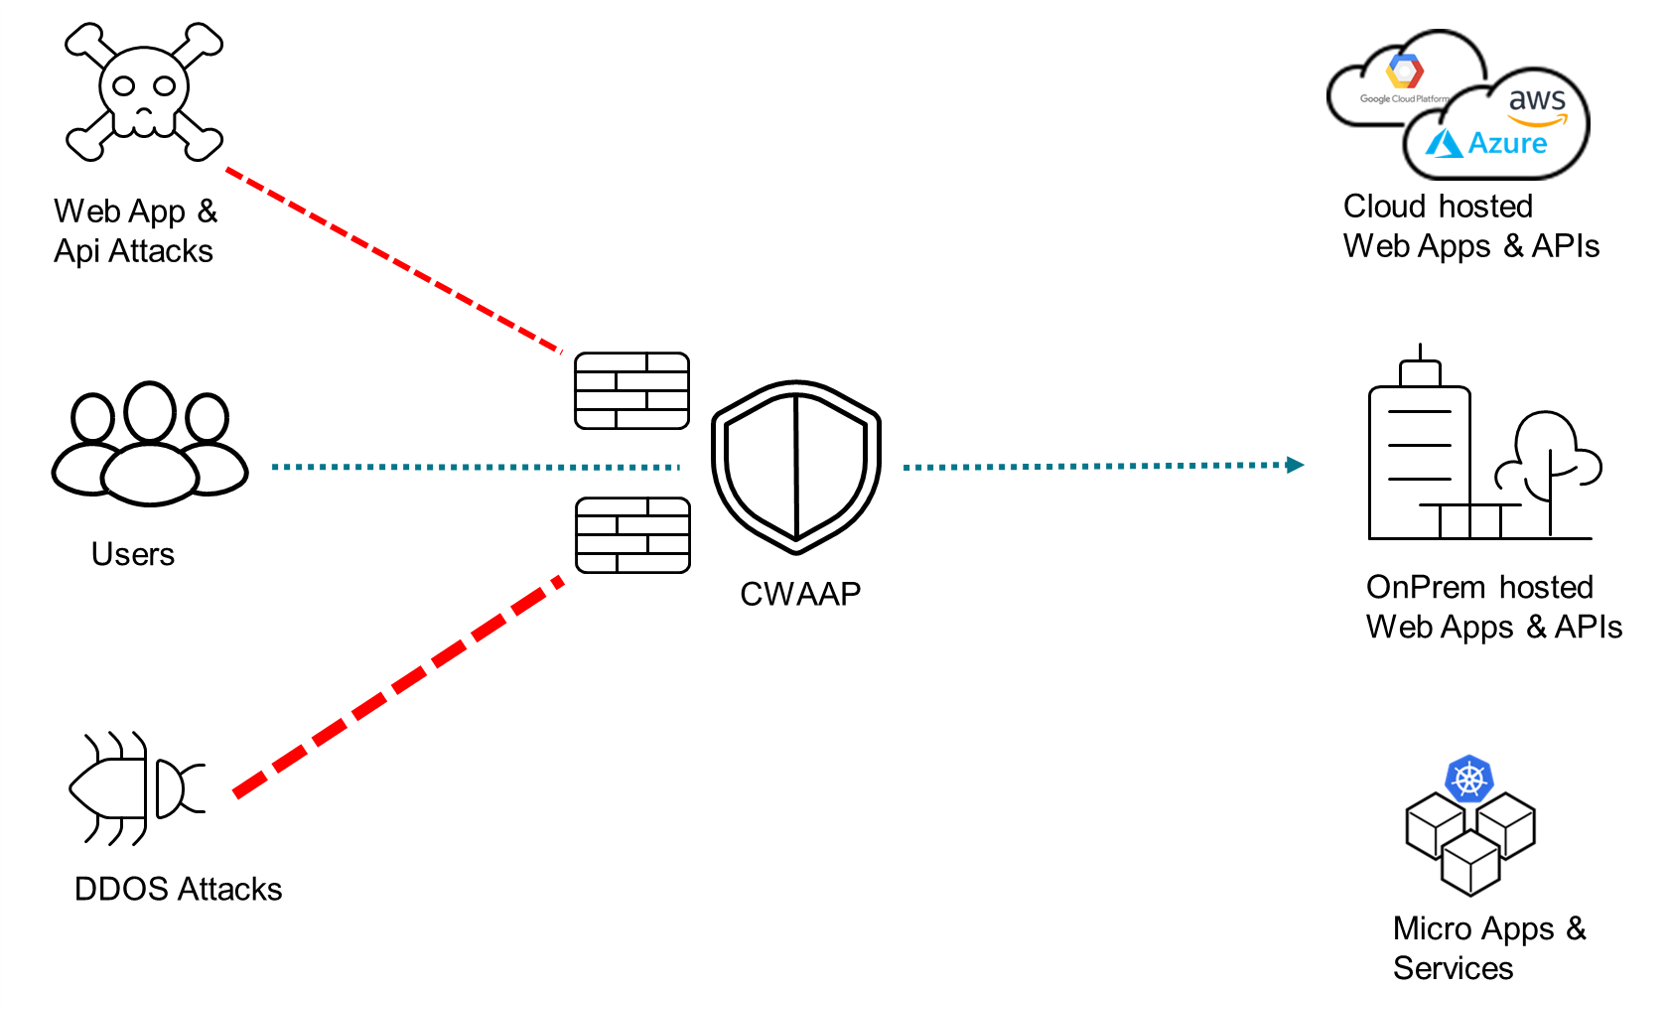 Web App &
Api Attacks
Users
DDOS Attacks
CWAAP
Google Cloud Platform
aws
Azure
Cloud hosted
Web Apps & APIs
OnPrem hosted
Web Apps & APIs
Micro Apps &
Services